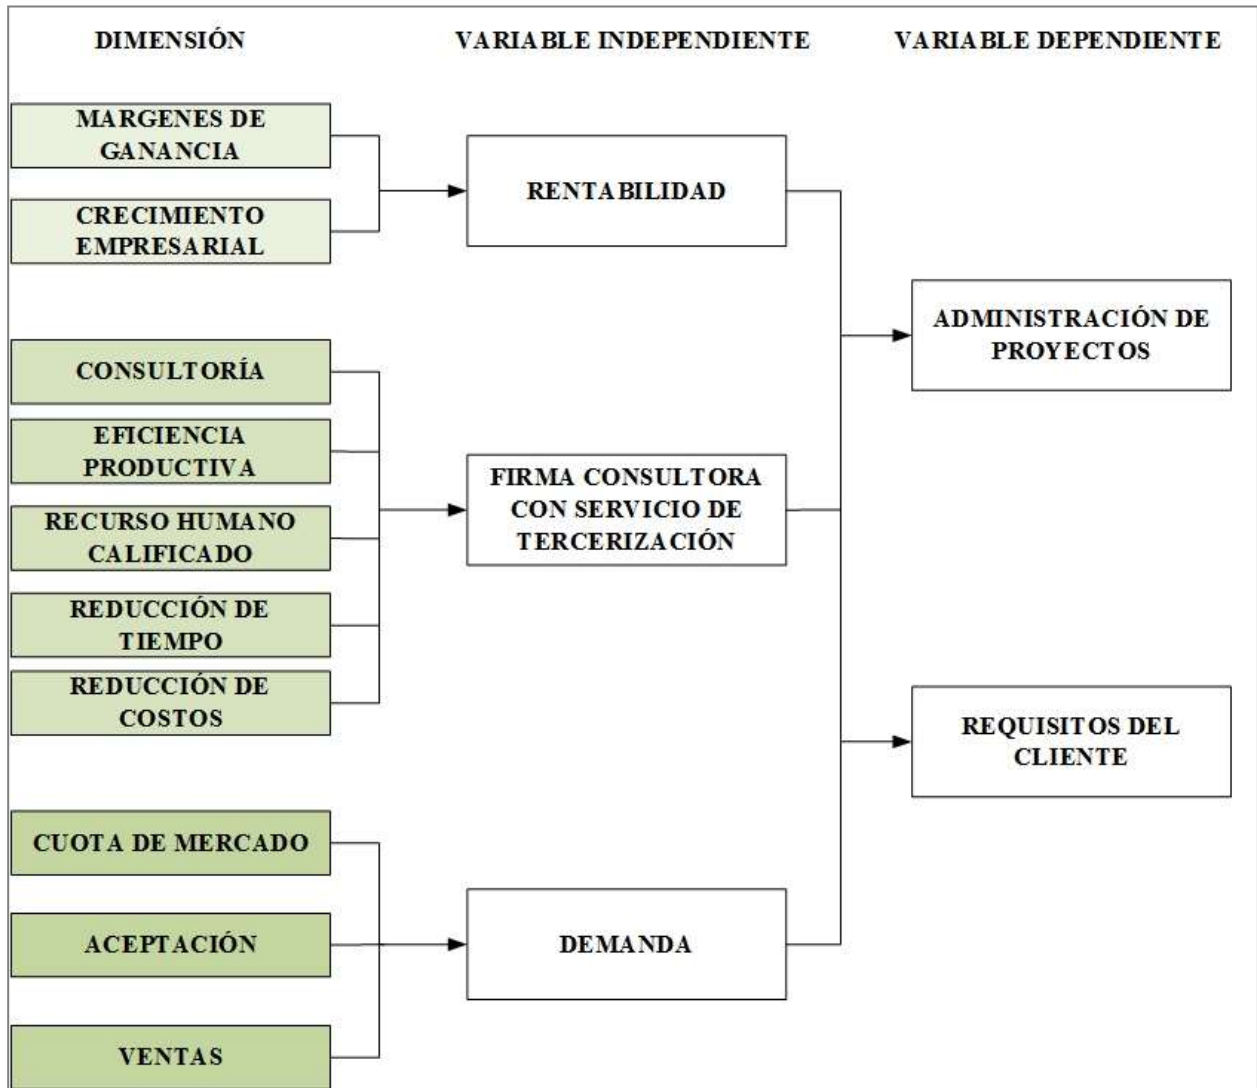 DIMENSIÓN
VARIABLE INDEPENDIENTE
VARIABLE DEPENDIENTE
MARGENES DE
GANANCIA
CRECIMIENTO
EMPRESARIAL
RENTABILIDAD
CONSULTORÍA
EFICIENCIA
PRODUCTIVA
RECURSO HUMANO
CALIFICADO
REDUCCIÓN DE
TIEMPO
REDUCCIÓN DE
COSTOS
FIRMA CONSULTORA
CON SERVICIO DE
TERCERIZACIÓN
CUOTA DE MERCADO
ACEPTACIÓN
VENTAS
DEMANDA
ADMINISTRACIÓN DE
PROYECTOS
REQUISITOS DEL
CLIENTE